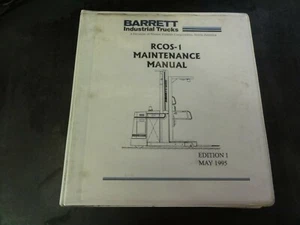 BARRETT
Industrial Trucks
RCOS-1
MAINTENANCE
MANUAL
EDITION 1
MAY 1995